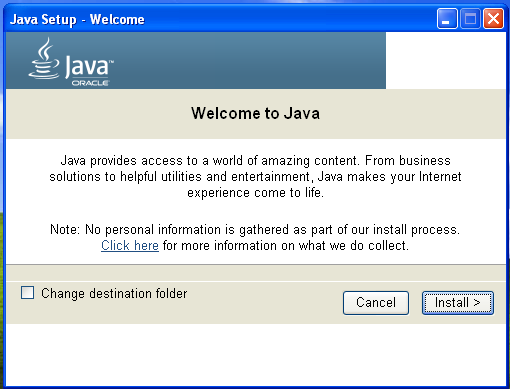 Java Setup - Welcome
Java™
ORACLE
Welcome to Java
Java provides access to a world of amazing content. From business
solutions to helpful utilities and entertainment, Java makes your Internet
experience come to life.
Note: No personal information is gathered as part of our install process.
Click here for more information on what we do collect.
Change destination folder
Cancel
Install >